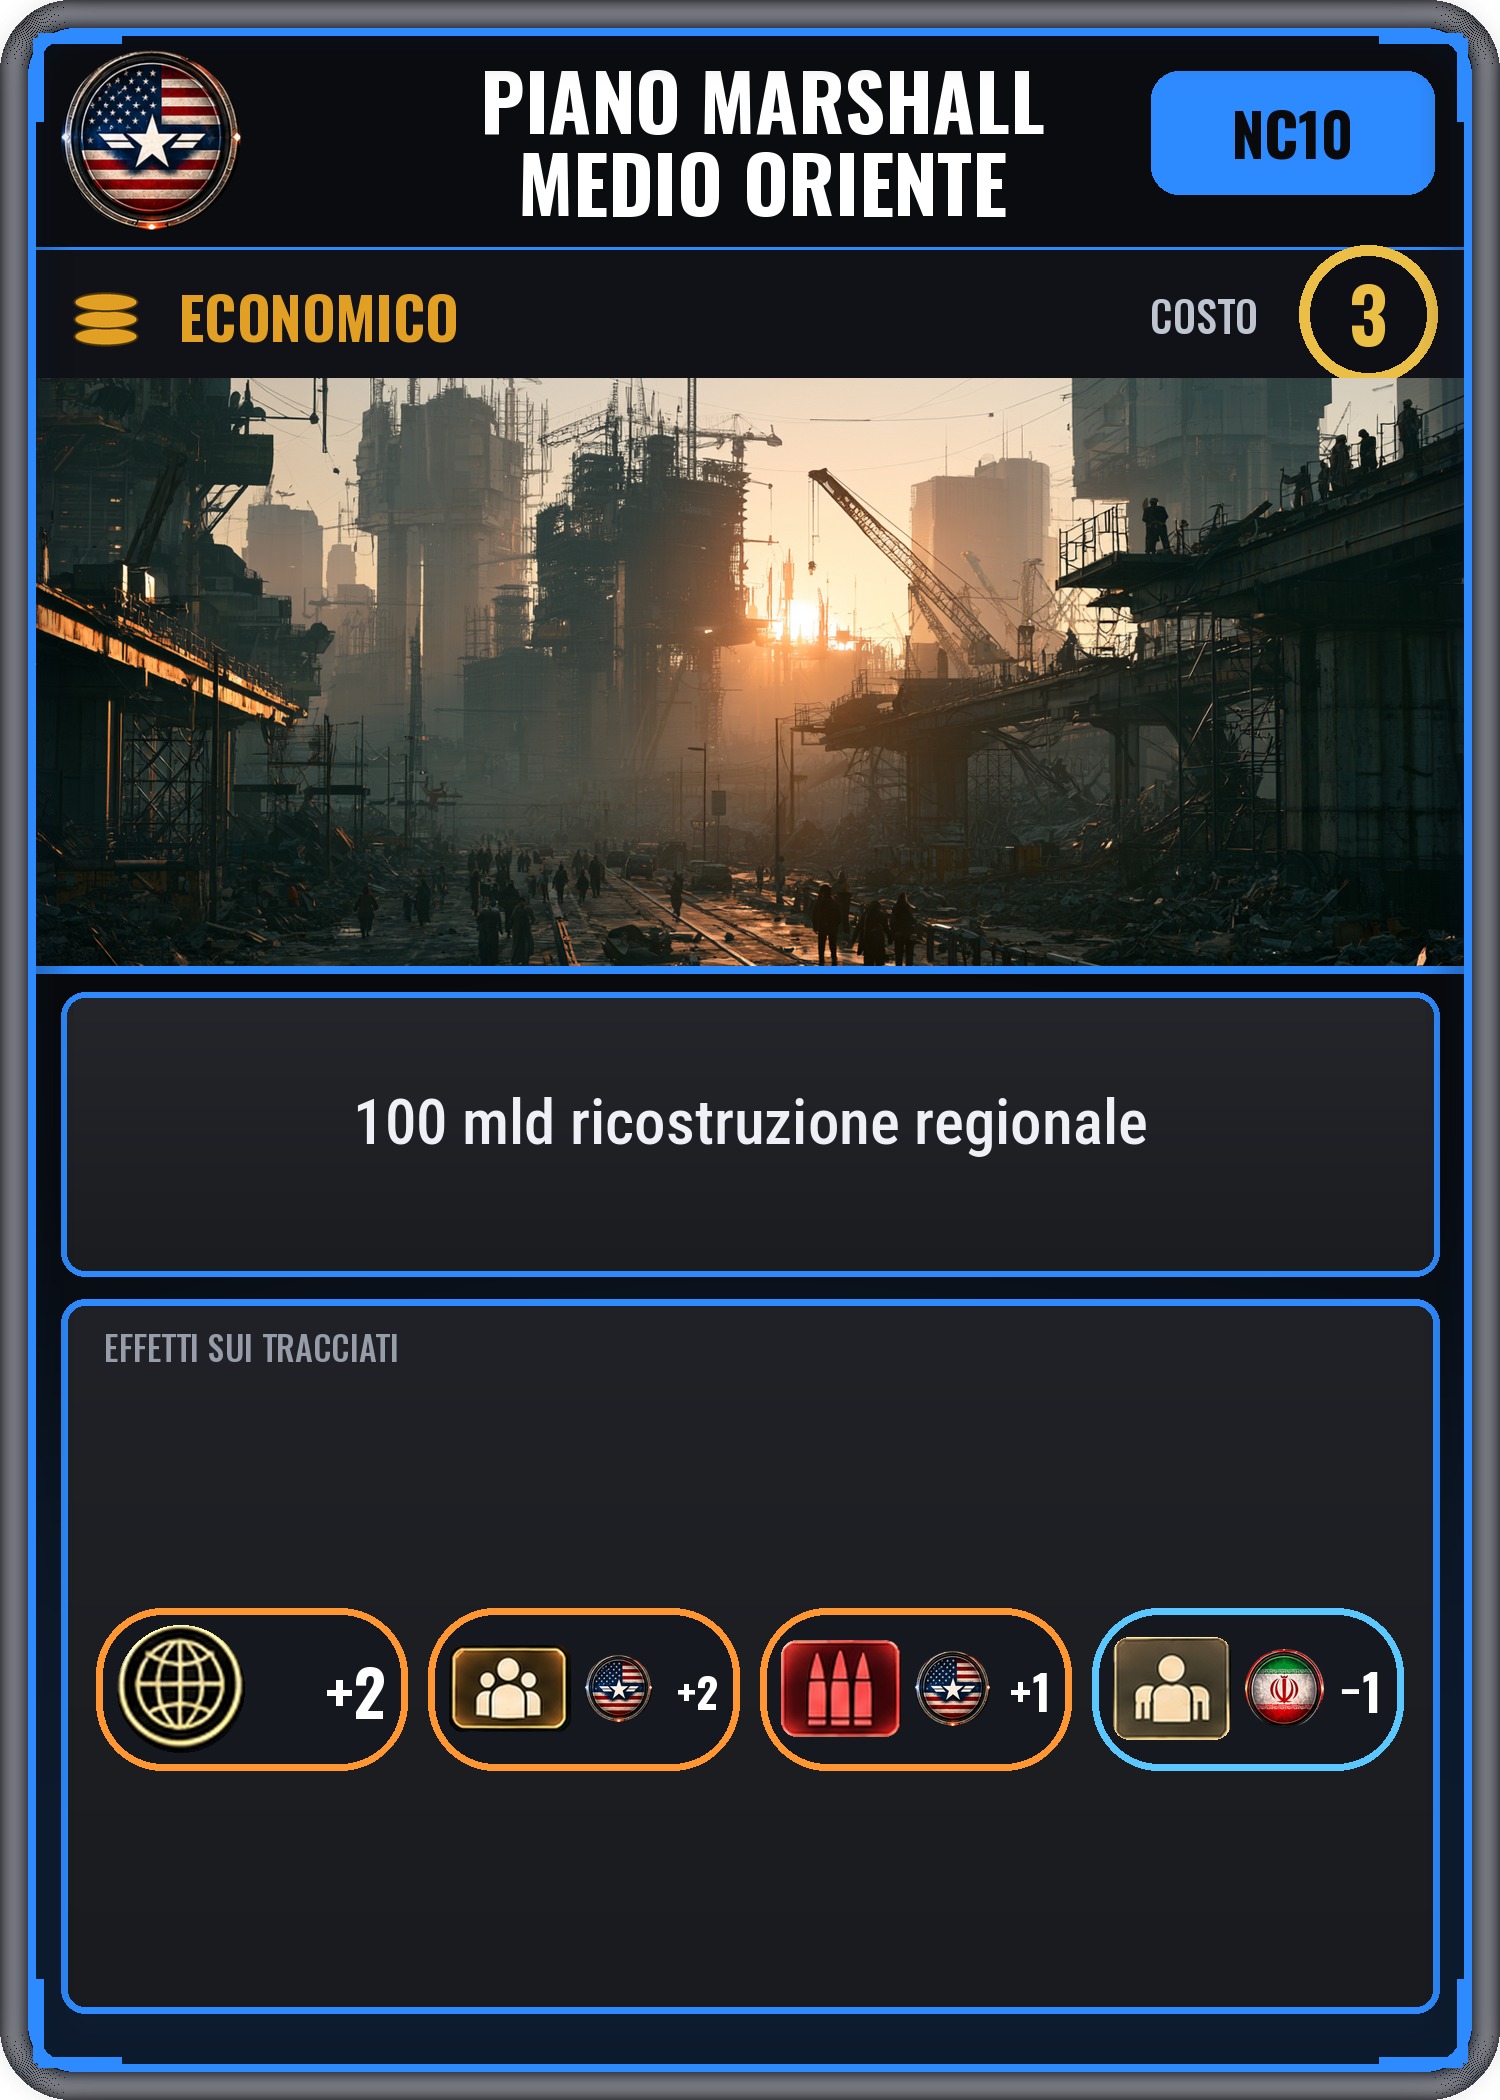 PIANO MARSHALL
MEDIO ORIENTE
NC10
ECONOMICO
COSTO
3
100 mld ricostruzione regionale
EFFETTI SUI TRACCIATI
+2
+2
+1
−1